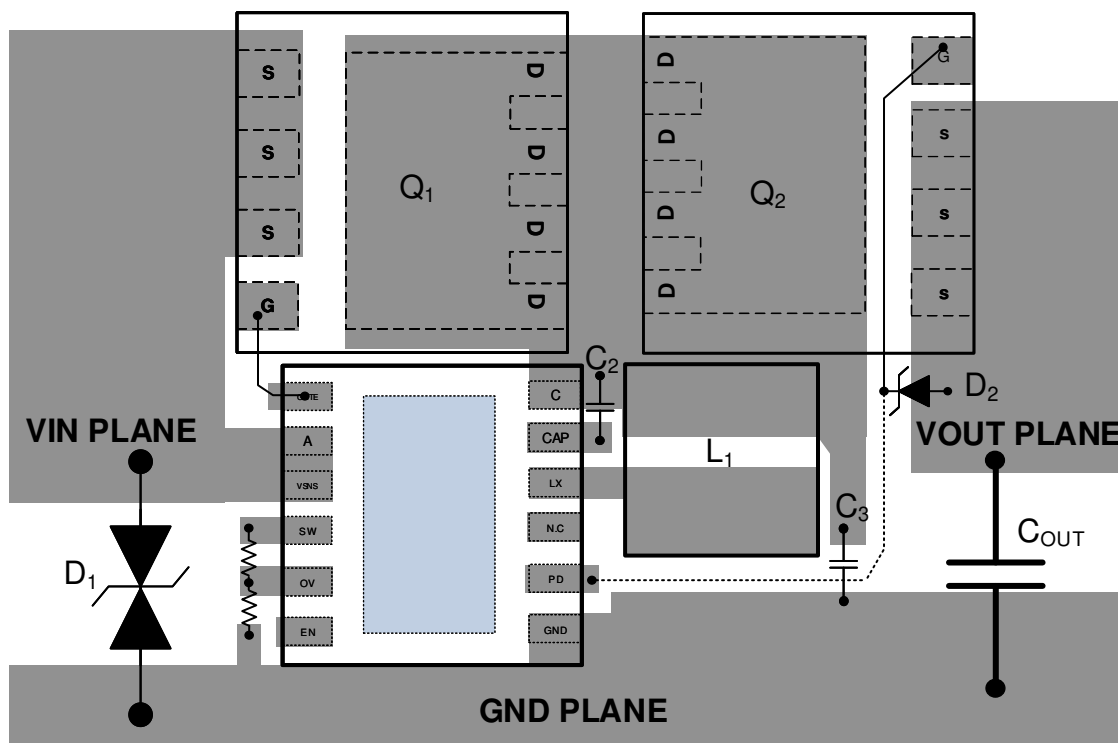 S
S
S
G
Q1
D
D
D
D
D
D
D
D
Q2
G
s
s
s
C2
D2
VIN PLANE
VOUT PLANE
A
VSNS
SW
OV
EN
C
CAP
LX
N.C
PD
GND
L1
C3
COUT
D1
GND PLANE